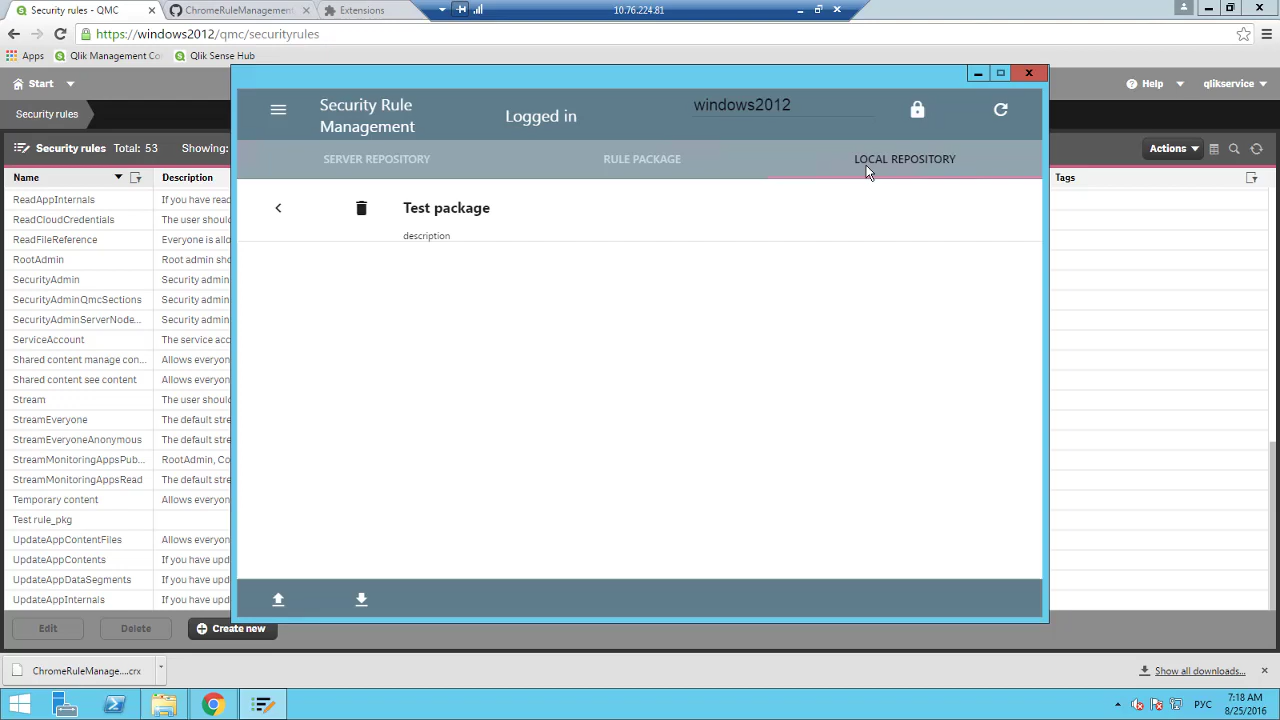 Security rules - QMC
ChromeRuleManagement
Extensions
10.76.224.81
https://windows2012/qmc/securityrules
Apps
Qlik Management Co
Qlik Sense Hub
Start
Help
qlikservice
Security rules
Security rules Total: 53 Showing:
Actions
Name
Description
Tags
ReadAppInternals
If you have read
ReadCloudCredentials
The user should
ReadFileReference
Everyone is allo
RootAdmin
Root admin shou
SecurityAdmin
Security admin
SecurityAdminQmcSections
Security admin
SecurityAdminServerNode...
Security admin
ServiceAccount
The service acc
Shared content manage con...
Allows everyon
Shared content see content
Allows everyon
Stream
The user should
StreamEveryone
The default stre
StreamEveryoneAnonymous
The default stre
StreamMonitoringAppsPub...
RootAdmin, Co
StreamMonitoringAppsRead
The default stre
Temporary content
Allows everyon
Test rule_pkg
UpdateAppContentFiles
Allows everyon
UpdateAppContents
If you have upd
UpdateAppDataSegments
If you have upd
UpdateAppInternals
If you have upd
Security Rule
Management
Logged in
windows2012
SERVER REPOSITORY
RULE PACKAGE
LOCAL REPOSITORY
Test package
description
Edit
Delete
Create new
ChromeRuleManage....crx
Show all downloads...
РУС
7:18 AM
8/25/2016